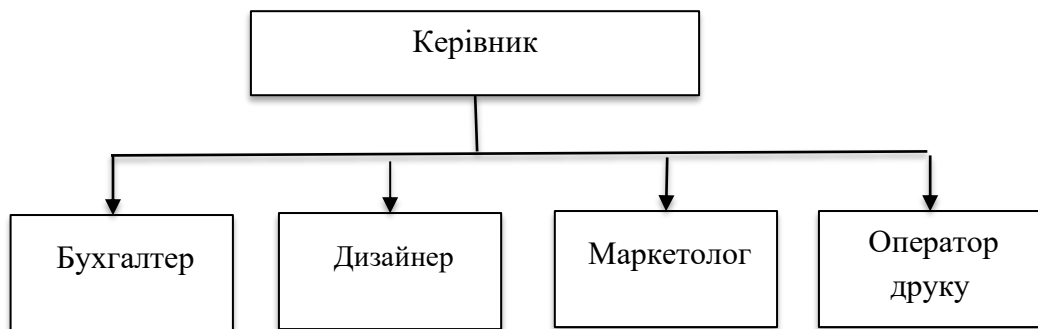 Керівник
Бухгалтер
Дизайнер
Маркетолог
Оператор
друку